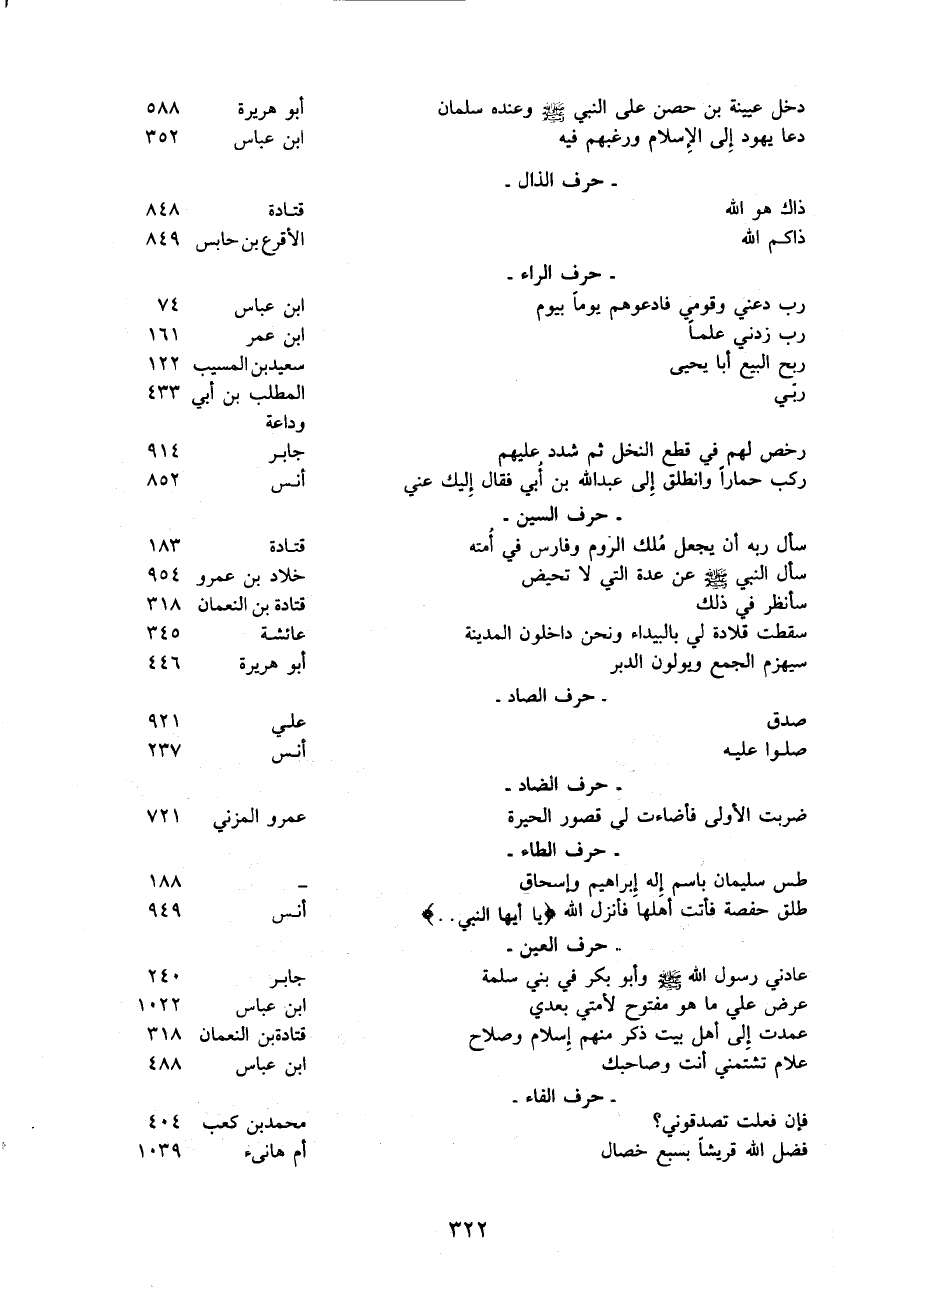 دخل عيينة بن حصن على النبي ﷺ وعنده سلمان أبو هريرة ٥٨٨
دعا يهود إلى الإسلام ورغبهم فيه ابن عباس ٣٥٢
- حرف الذال -
ذاك هو الله قتادة ٨٤٨
ذاكم الله الأقرع بن حابس ٨٤٩
- حرف الراء -
رب دعني وقومي فادعوهم يوماً بيوم ابن عباس ٧٤
رب زدني علماً ابن عمر ١٦١
ربح البيع أبا يحيى سعيد بن المسيب ١٢٢
ربّي المطلب بن أبي ٤٣٣
وداعة
رخص لهم في قطع النخل ثم شدد عليهم جابر ٩١٤
ركب حماراً وانطلق إلى عبدالله بن أُبي فقال إليك عني أنس ٨٥٢
- حرف السين -
سأل ربه أن يجعل مُلك الروم وفارس في أُمته قتادة ١٨٣
سأل النبي ﷺ عن عدة التي لا تحيض خلاد بن عمرو ٩٥٤
سأنظر في ذلك قتادة بن النعمان ٣١٨
سقطت قلادة لي بالبيداء ونحن داخلون المدينة عائشة ٣٤٥
سيهزم الجمع ويولون الدبر أبو هريرة ٤٤٦
- حرف الصاد -
صدق علي ٩٢١
صلوا عليه أنس ٢٣٧
- حرف الضاد -
ضربت الأولى فأضاءت لي قصور الحيرة عمرو المزني ٧٢١
- حرف الطاء -
طس سليمان باسم إله إبراهيم وإسحاق _ ١٨٨
طلق حفصة فأتت أهلها فأنزل الله ﴿يا أيها النبي..﴾ أنس ٩٤٩
- حرف العين -
عادني رسول الله ﷺ وأبو بكر في بني سلمة جابر ٢٤٠
عرض علي ما هو مفتوح لأمتي بعدي ابن عباس ١٠٢٢
عمدت إلى أهل بيت ذكر منهم إسلام وصلاح قتادة بن النعمان ٣١٨
علام تشتمني أنت وصاحبك ابن عباس ٤٨٨
- حرف الفاء -
فإن فعلت تصدقوني؟ محمد بن كعب ٤٠٤
فضل الله قريشاً بسبع خصال أم هانىء ١٠٣٩
٣٢٢